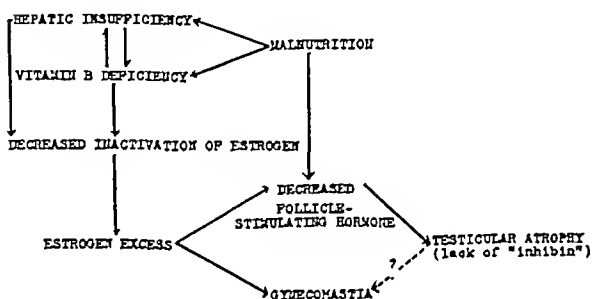 HEPATIC INSUFFICIENCY
MALNUTRITION
VITAMIN B DEFICIENCY
DECREASED INACTIVATION OF ESTROGEN
DECREASED
FOLLICLE-
STIMULATING HORMONE
ESTROGEN EXCESS
TESTICULAR ATROPHY
(lack of "inhibin")
?
GYNECOMASTIA